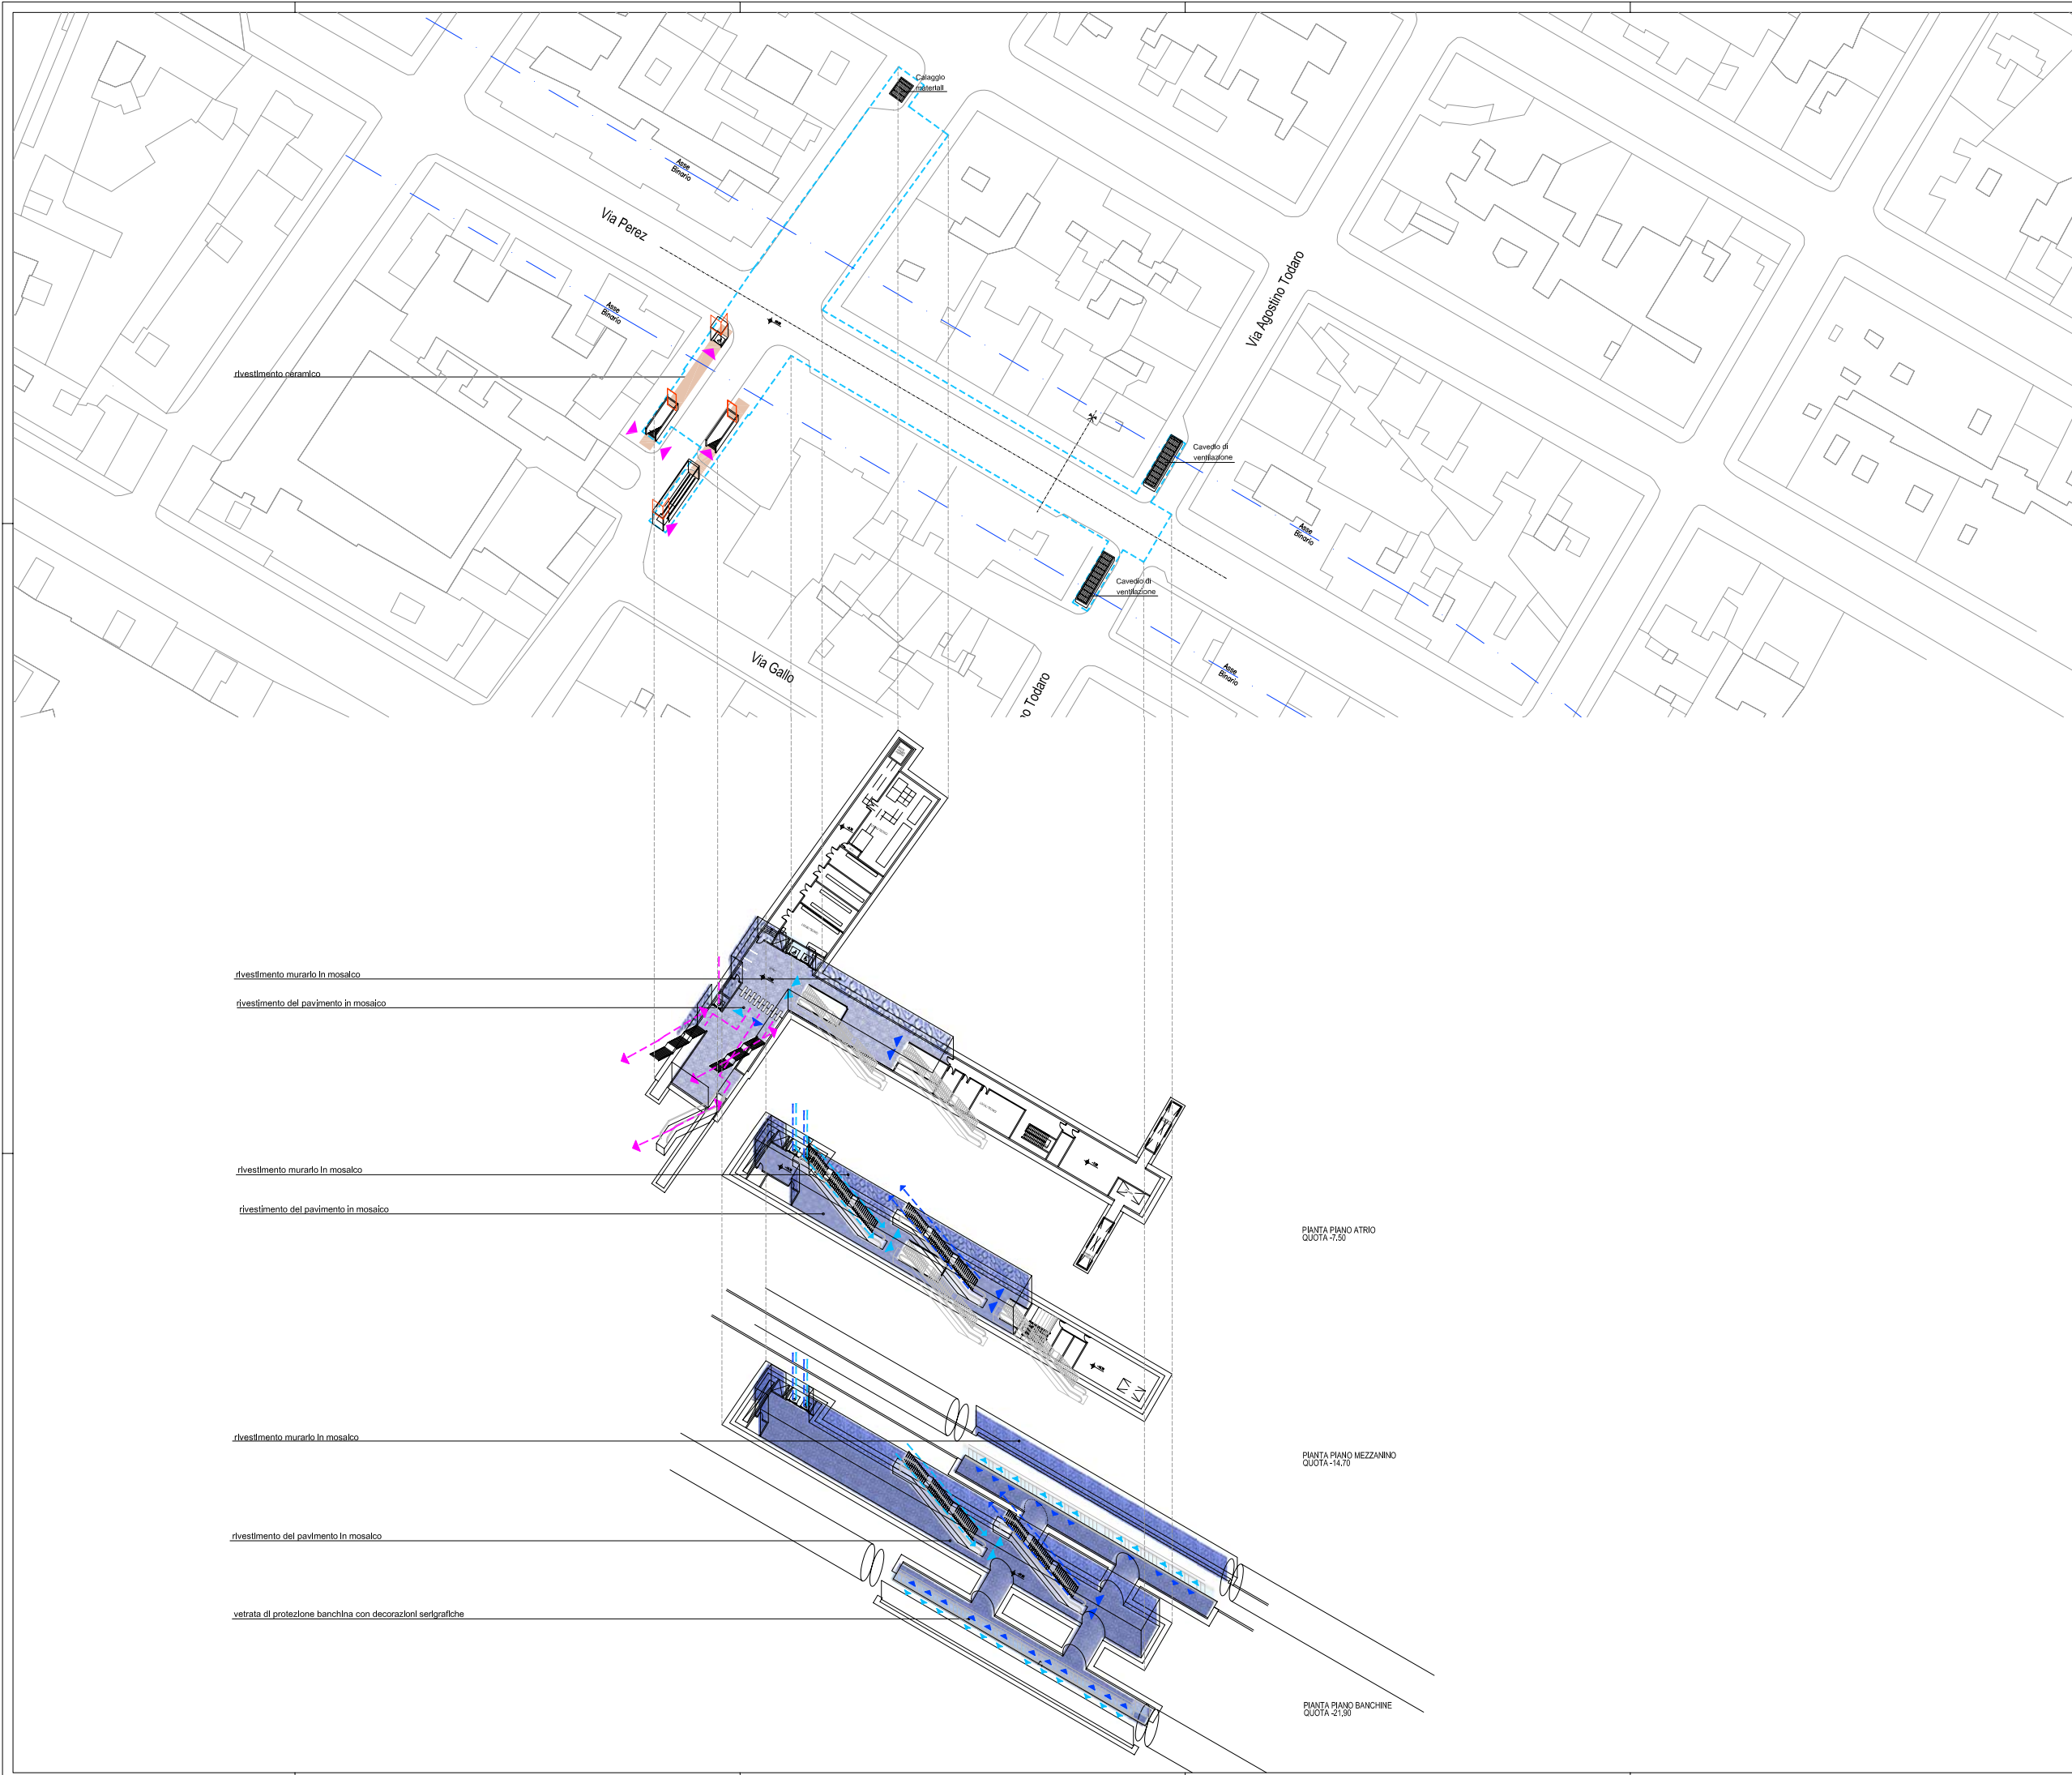 Calaggio
materiali
Asse
Binario
Via Perez
Via Agostino Todaro
Asse
Binario
rivestimento ceramico
Cavedio di
ventilazione
Asse
Binario
Cavedio di
ventilazione
Via Gallo
Asse
Binario
no Todaro
rivestimento murario in mosaico
rivestimento del pavimento in mosaico
rivestimento murario in mosaico
rivestimento del pavimento in mosaico
PIANTA PIANO ATRIO
QUOTA -7.50
rivestimento murario in mosaico
PIANTA PIANO MEZZANINO
QUOTA -14.70
rivestimento del pavimento in mosaico
vetrata di protezione banchina con decorazioni serigrafiche
PIANTA PIANO BANCHINE
QUOTA -21,90